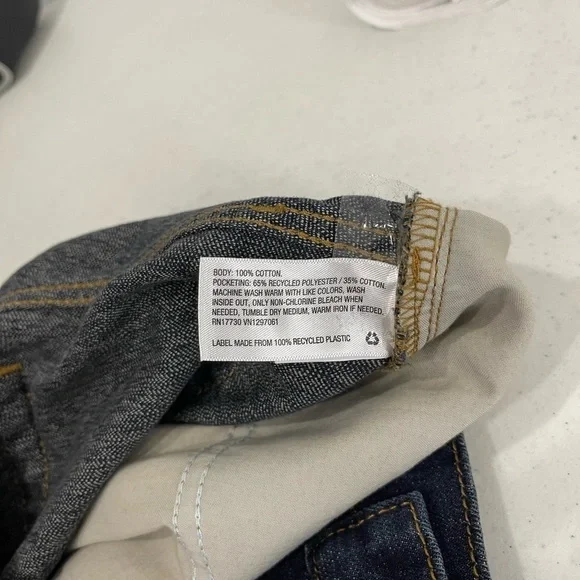 BODY: 100% COTTON.
POCKETING: 65% RECYCLED POLYESTER / 35% COTTON.
MACHINE WASH WARM WITH LIKE COLORS, WASH
INSIDE OUT, ONLY NON-CHLORINE BLEACH WHEN
NEEDED, TUMBLE DRY MEDIUM, WARM IRON IF NEEDED.
RN17730 VN1297061
LABEL MADE FROM 100% RECYCLED PLASTIC